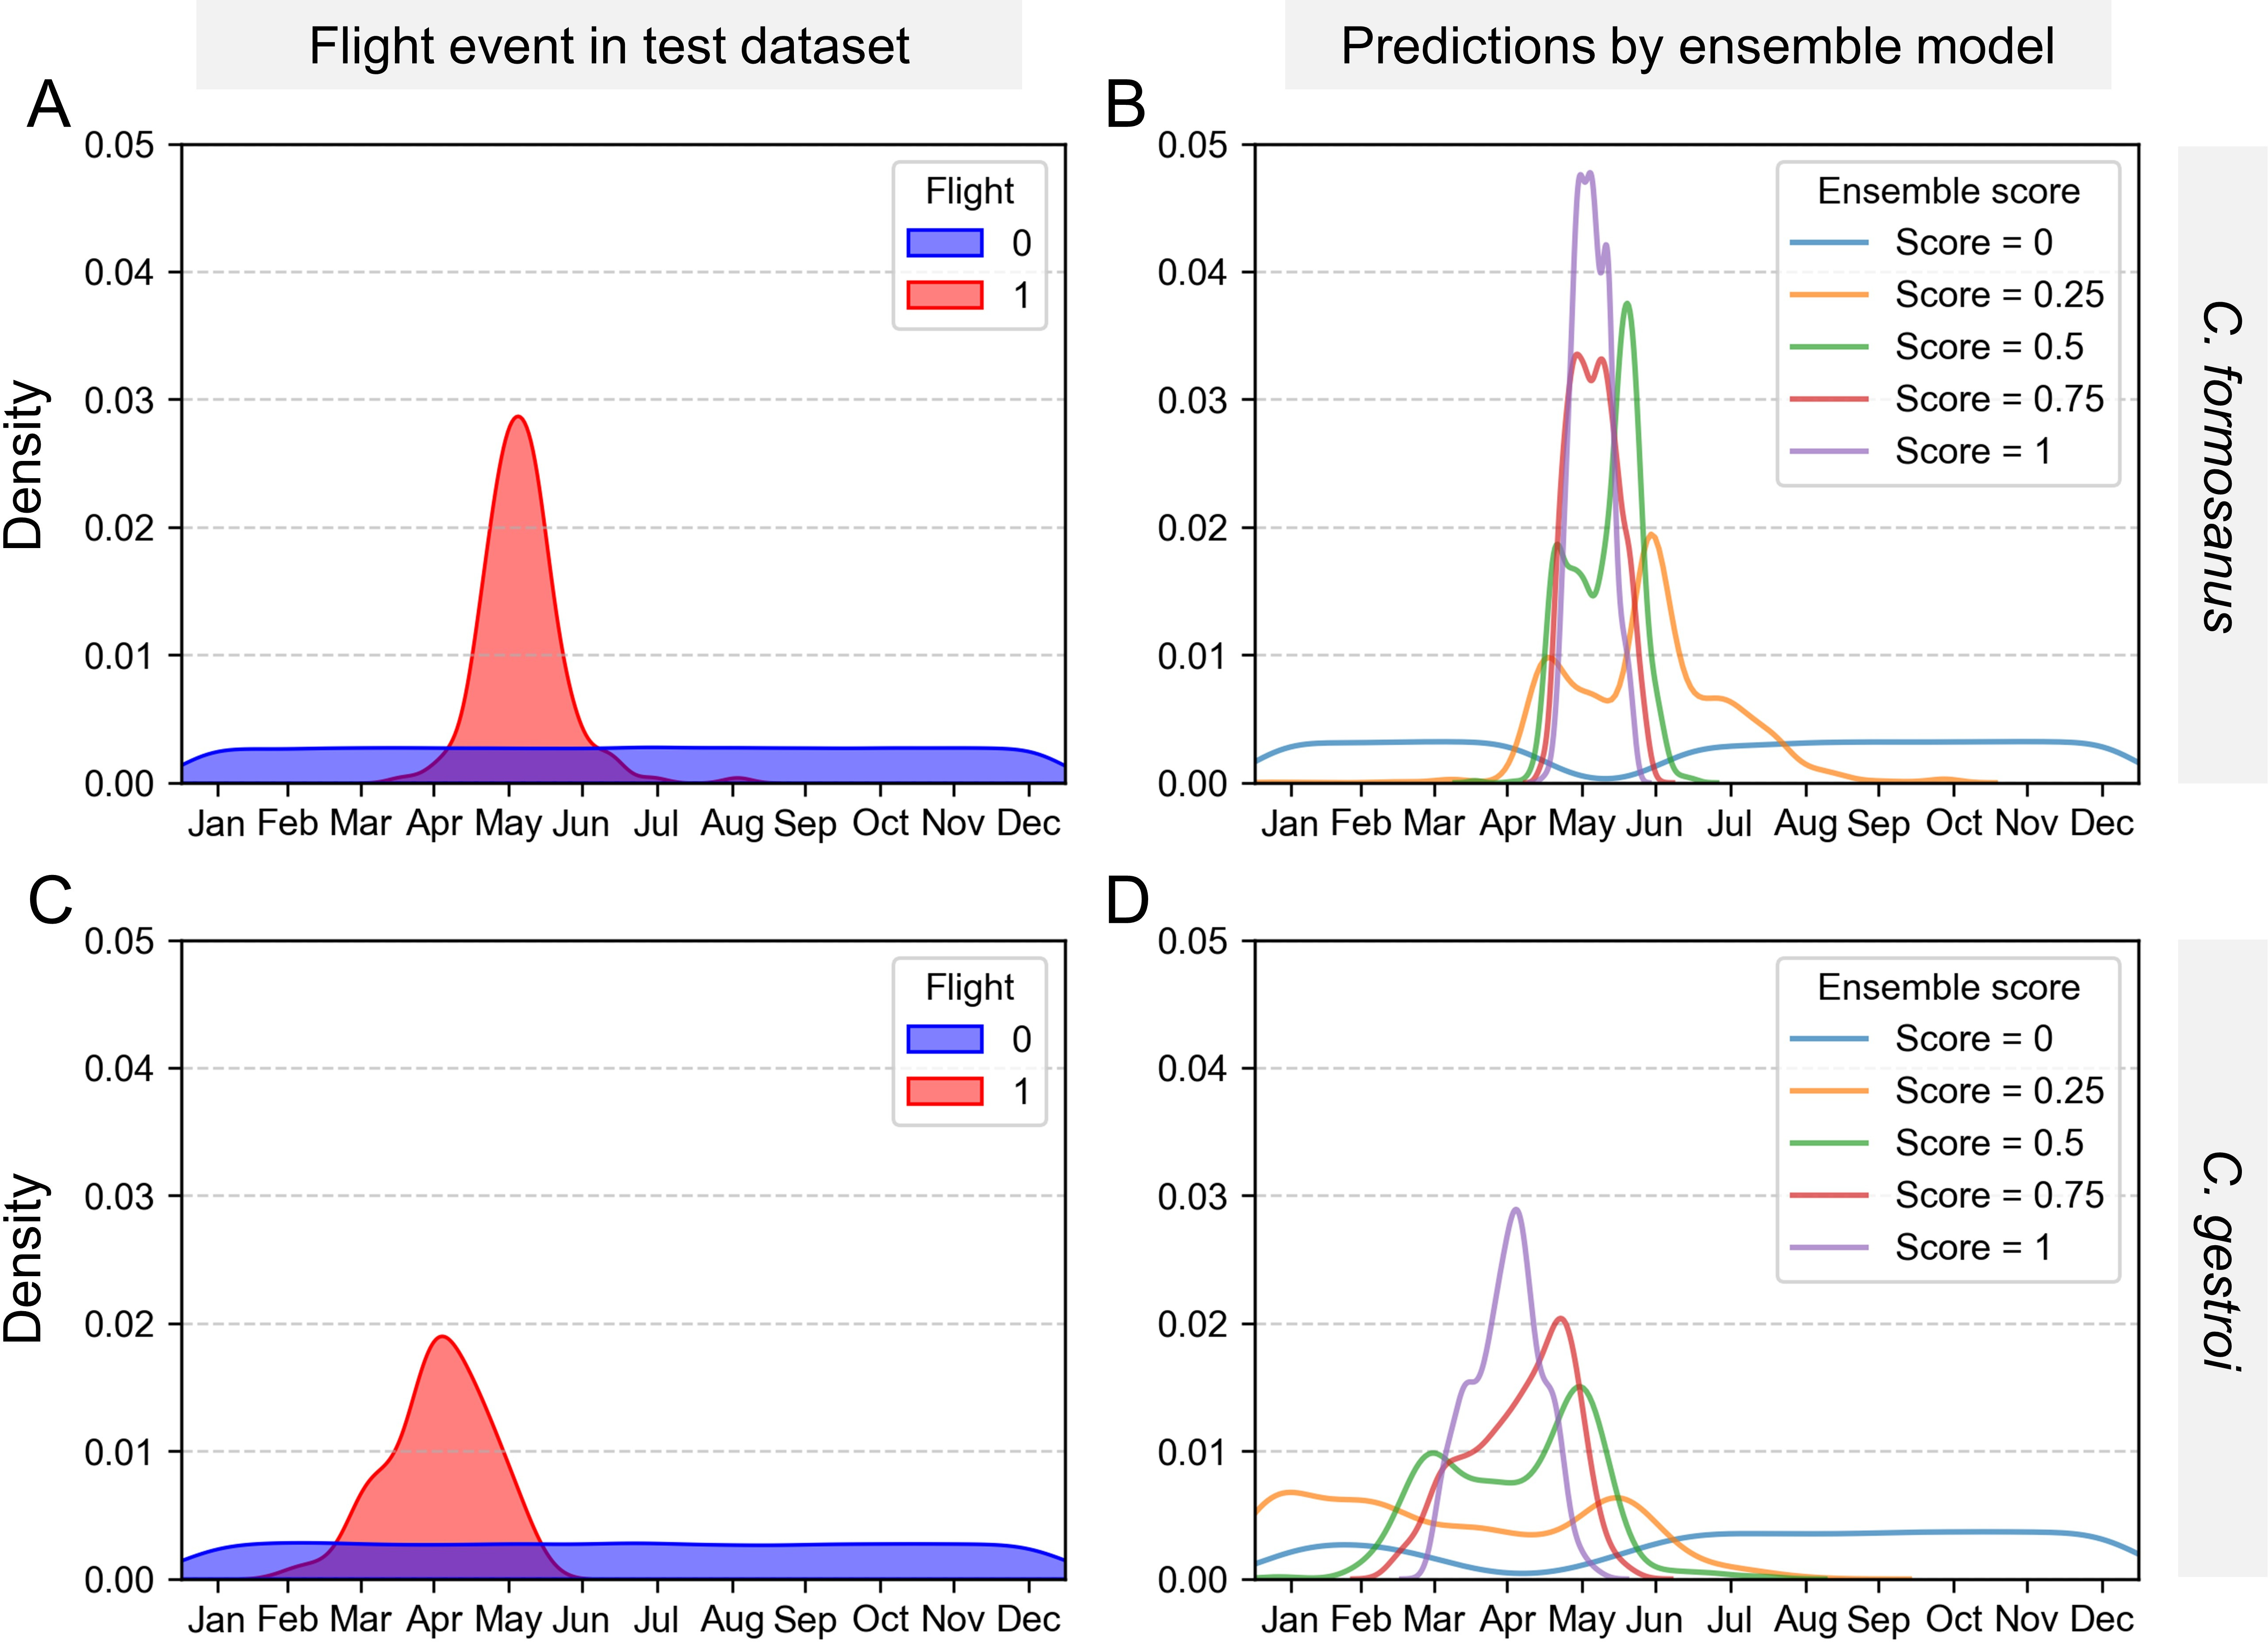 Flight event in test dataset
Predictions by ensemble model
A
B
0.05
0.04
0.03
0.02
0.01
0.00
Density
Flight
0
1
Jan Feb Mar Apr May Jun Jul Aug Sep Oct Nov Dec
0.05
0.04
0.03
0.02
0.01
0.00
Ensemble score
Score = 0
Score = 0.25
Score = 0.5
Score = 0.75
Score = 1
Jan Feb Mar Apr May Jun Jul Aug Sep Oct Nov Dec
C. formosanus
C
D
0.05
0.04
0.03
0.02
0.01
0.00
Density
Flight
0
1
Jan Feb Mar Apr May Jun Jul Aug Sep Oct Nov Dec
0.05
0.04
0.03
0.02
0.01
0.00
Ensemble score
Score = 0
Score = 0.25
Score = 0.5
Score = 0.75
Score = 1
Jan Feb Mar Apr May Jun Jul Aug Sep Oct Nov Dec
C. gestroi